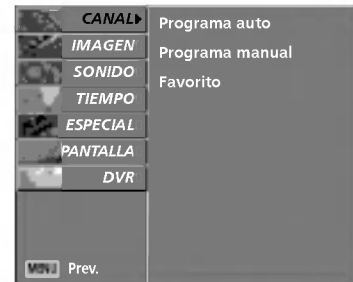 CANAL
IMAGEN
SONIDO
TIEMPO
ESPECIAL
PANTALLA
DVR
Programa auto
Programa manual
Favorito
MENU Prev.